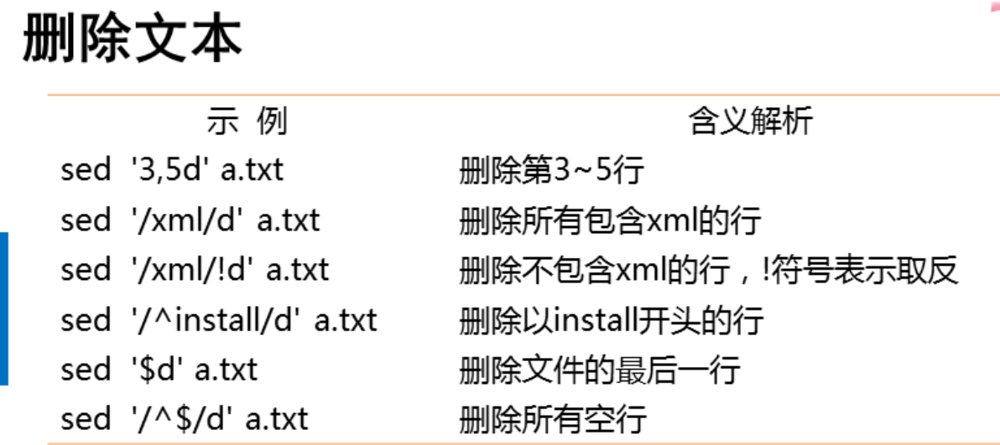 删除文本
示 例 含义解析
sed '3,5d' a.txt 删除第3~5行
sed '/xml/d' a.txt 删除所有包含xml的行
sed '/xml/!d' a.txt 删除不包含xml的行，!符号表示取反
sed '/^install/d' a.txt 删除以install开头的行
sed '$d' a.txt 删除文件的最后一行
sed '/^$/d' a.txt 删除所有空行